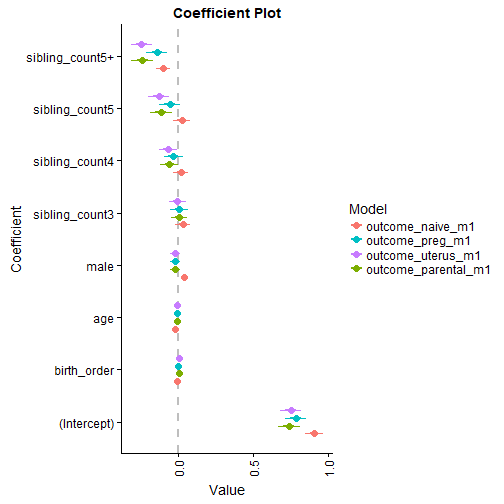 Coefficient Plot
sibling_count5+
sibling_count5
sibling_count4
sibling_count3
male
age
birth_order
(Intercept)
Coefficient
0.0
0.5
1.0
Value
Model
outcome_naive_m1
outcome_preg_m1
outcome_uterus_m1
outcome_parental_m1